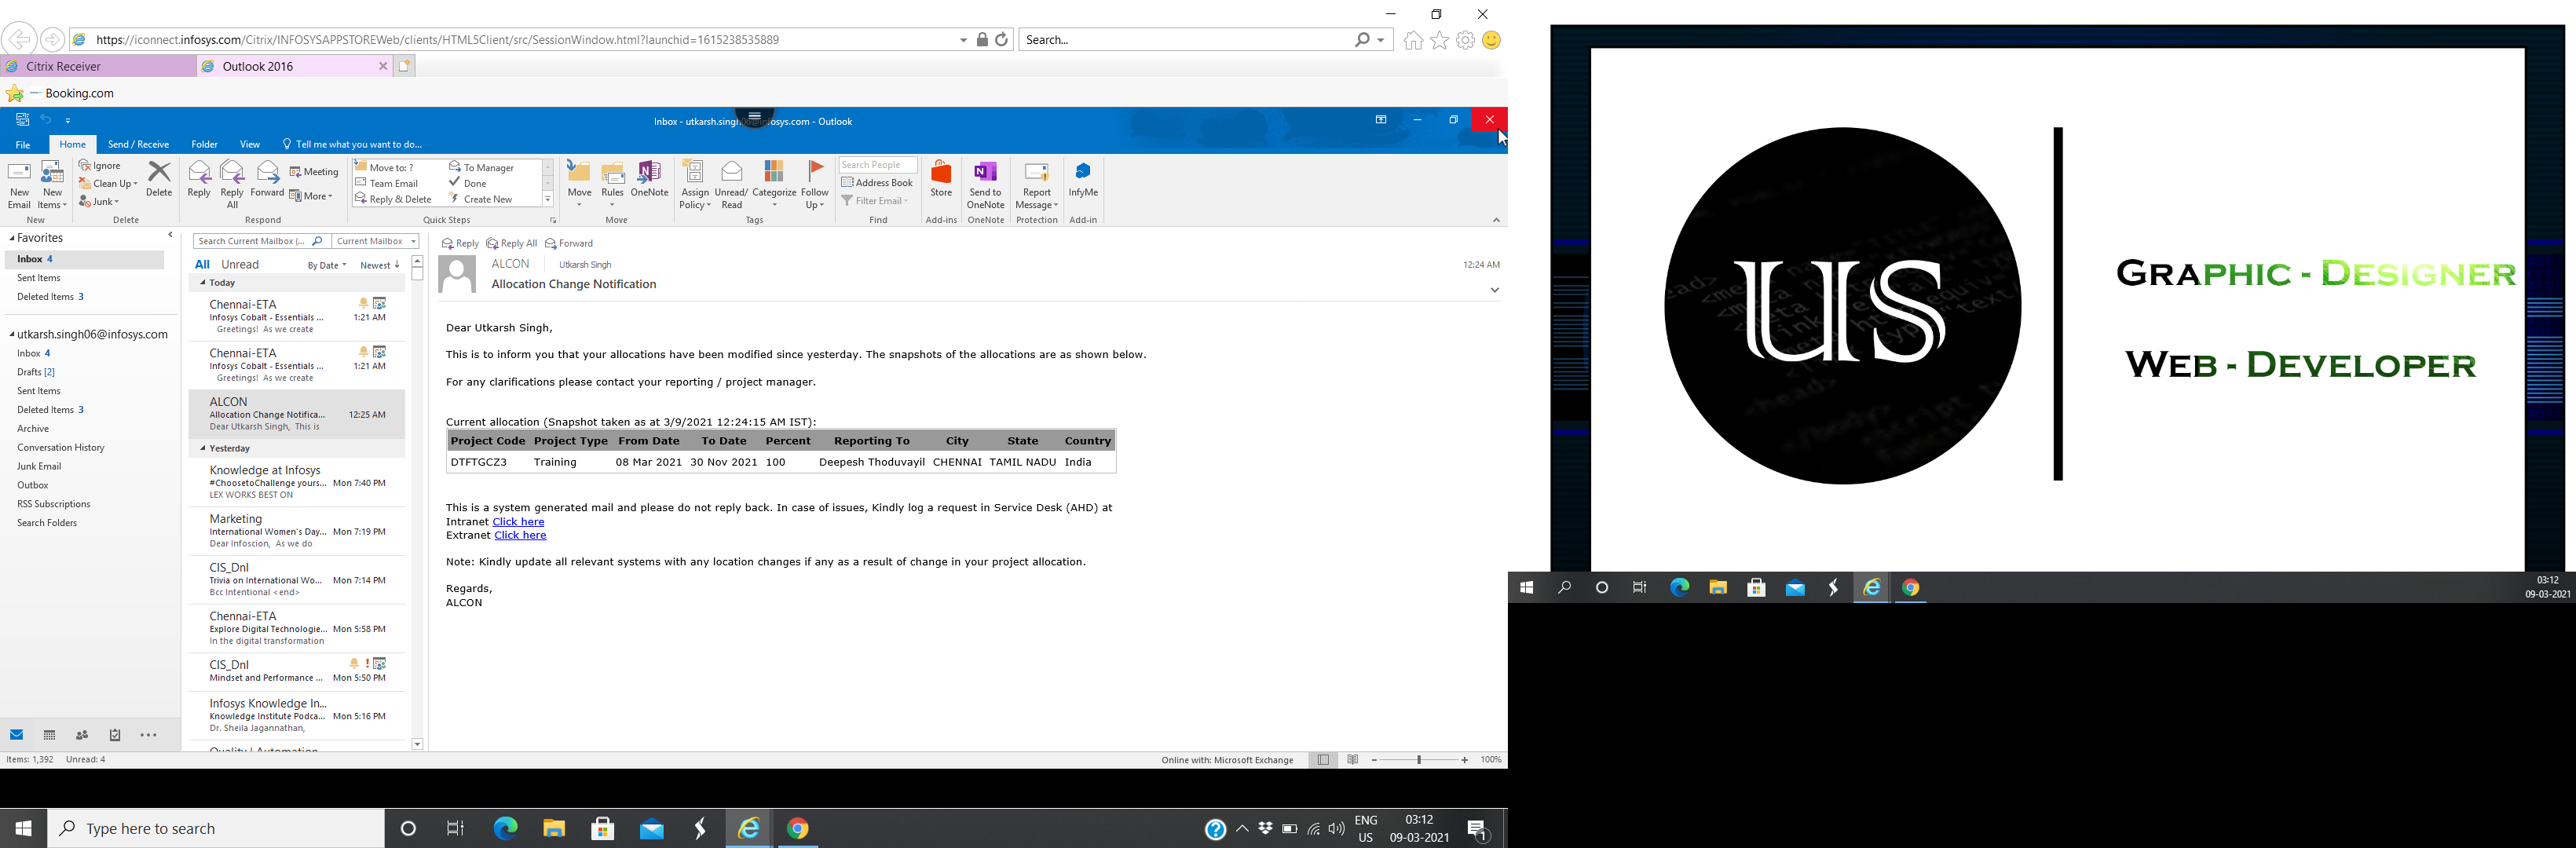 https://iconnect.infosys.com/Citrix/INFOSYSAPPSTOREWeb/clients/HTML5Client/src/SessionWindow.html?launchid=1615238535889
Search...
Citrix Receiver
Outlook 2016
Booking.com
Inbox - utkarsh.singh06@infosys.com - Outlook
File Home Send / Receive Folder View Tell me what you want to do...
New Email
New Items
New
Ignore
Clean Up
Junk
Delete
Delete
Reply
Reply All
Forward
Meeting
More
Respond
Move to: ?
Team Email
Reply & Delete
To Manager
Done
Create New
Quick Steps
Move
Rules
OneNote
Move
Assign Policy
Unread/ Read
Categorize
Follow Up
Tags
Search People
Address Book
Filter Email
Find
Store
Add-ins
Send to OneNote
OneNote
Report Message
Protection
InfyMe
Add-in
Favorites
Inbox 4
Sent Items
Deleted Items 3
utkarsh.singh06@infosys.com
Inbox 4
Drafts [2]
Sent Items
Deleted Items 3
Archive
Conversation History
Junk Email
Outbox
RSS Subscriptions
Search Folders
Search Current Mailbox (...
Current Mailbox
All Unread By Date Newest
Today
Chennai-ETA
Infosys Cobalt - Essentials ... 1:21 AM
Greetings! As we create
Chennai-ETA
Infosys Cobalt - Essentials ... 1:21 AM
Greetings! As we create
ALCON
Allocation Change Notifica... 12:25 AM
Dear Utkarsh Singh, This is
Yesterday
Knowledge at Infosys
#ChoosetoChallenge yours... Mon 7:40 PM
LEX WORKS BEST ON
Marketing
International Women's Day... Mon 7:19 PM
Dear Infoscion, As we do
CIS_DnI
Trivia on International Wo... Mon 7:14 PM
Bcc Intentional <end>
Chennai-ETA
Explore Digital Technologie... Mon 5:58 PM
In the digital transformation
CIS_DnI
Mindset and Performance ... Mon 5:50 PM
Infosys Knowledge In...
Knowledge Institute Podca... Mon 5:16 PM
Dr. Sheila Jagannathan,
Quality | Automation
Reply Reply All Forward
ALCON Utkarsh Singh 12:24 AM
Allocation Change Notification
Dear Utkarsh Singh,
This is to inform you that your allocations have been modified since yesterday. The snapshots of the allocations are as shown below.
For any clarifications please contact your reporting / project manager.
Current allocation (Snapshot taken as at 3/9/2021 12:24:15 AM IST):
Project Code Project Type From Date To Date Percent Reporting To City State Country
DTFTGCZ3 Training 08 Mar 2021 30 Nov 2021 100 Deepesh Thoduvayil CHENNAI TAMIL NADU India
This is a system generated mail and please do not reply back. In case of issues, Kindly log a request in Service Desk (AHD) at
Intranet Click here
Extranet Click here
Note: Kindly update all relevant systems with any location changes if any as a result of change in your project allocation.
Regards,
ALCON
Items: 1,392 Unread: 4
Online with: Microsoft Exchange
100%
Type here to search
ENG
US
03:12
09-03-2021
1
US
Graphic - Designer
Web - Developer
03:12
09-03-2021